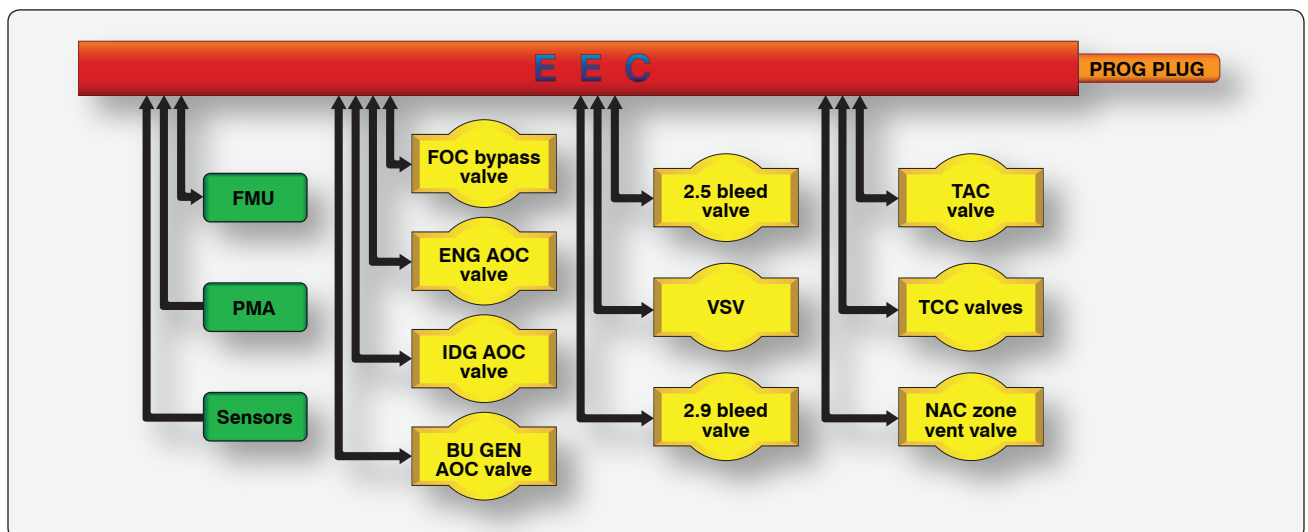 E E C
PROG PLUG
FMU
PMA
Sensors
FOC bypass
valve
ENG AOC
valve
IDG AOC
valve
BU GEN
AOC valve
2.5 bleed
valve
VSV
2.9 bleed
valve
TAC
valve
TCC valves
NAC zone
vent valve